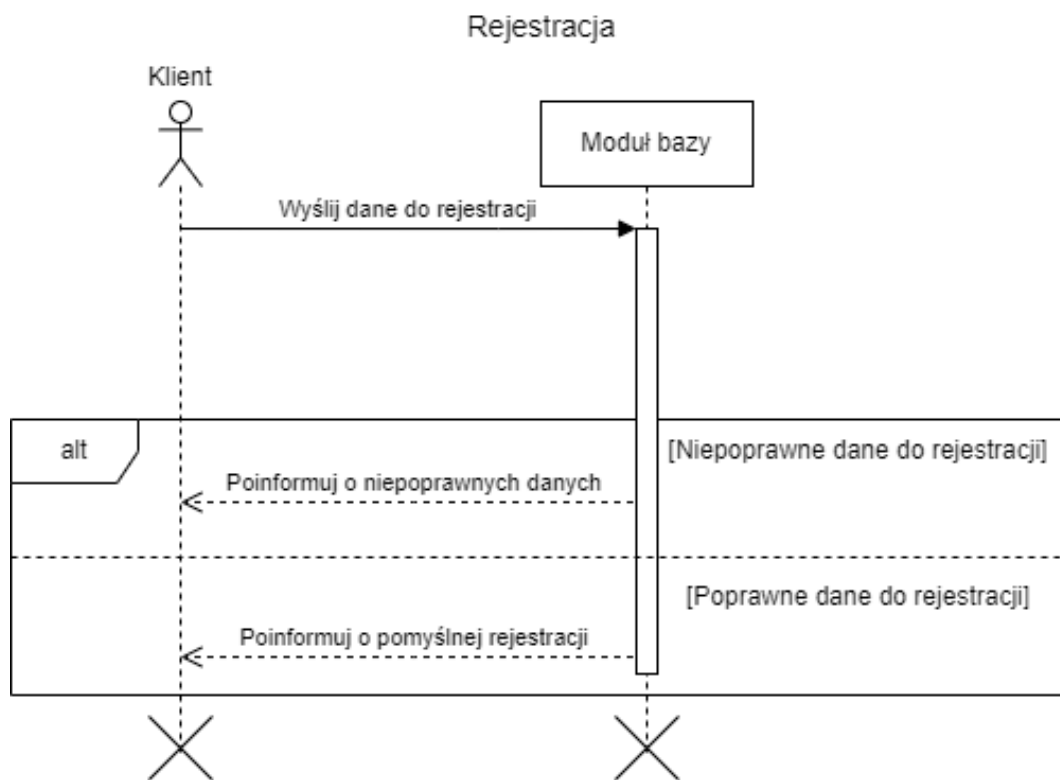 Rejestracja
Klient
Moduł bazy
Wyślij dane do rejestracji
alt
[Niepoprawne dane do rejestracji]
Poinformuj o niepoprawnych danych
[Poprawne dane do rejestracji]
Poinformuj o pomyślnej rejestracji